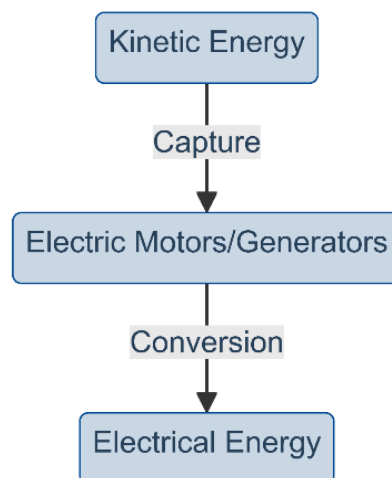 Kinetic Energy
Capture
Electric Motors/Generators
Conversion
Electrical Energy